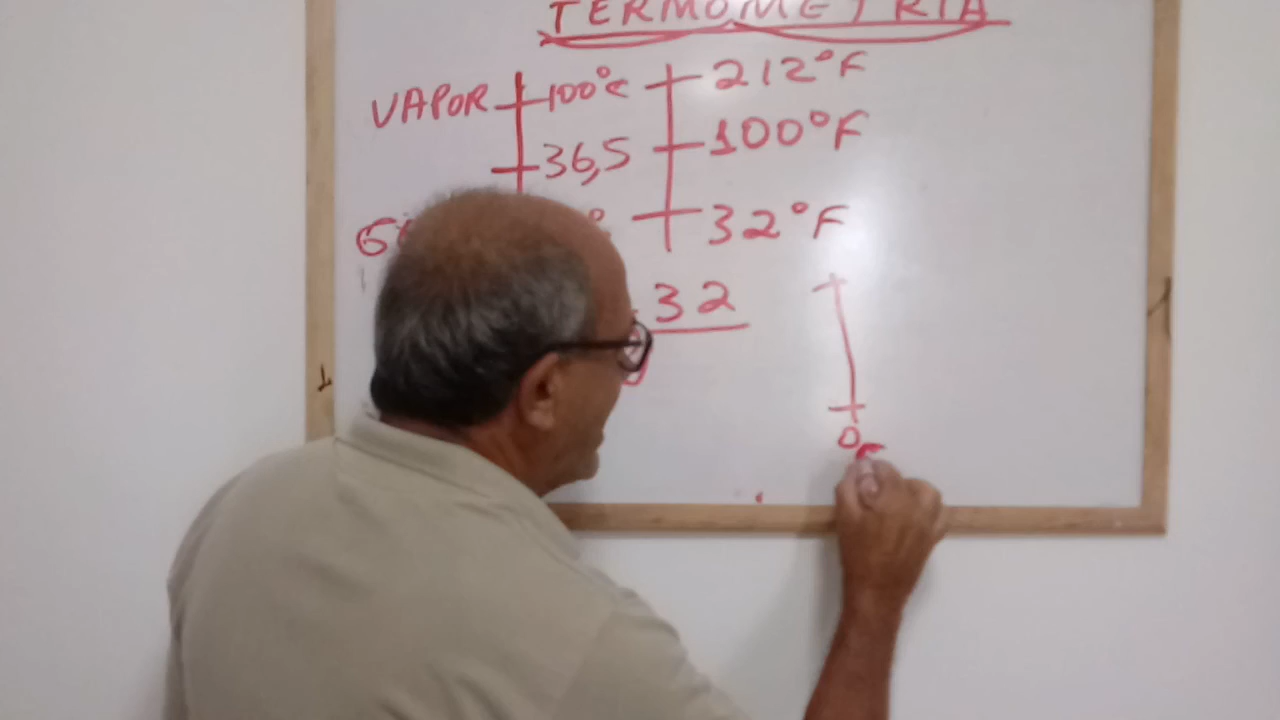 TERMOMETRIA
VAPOR 100°C 212°F
36,5 100°F
32°F
32
0